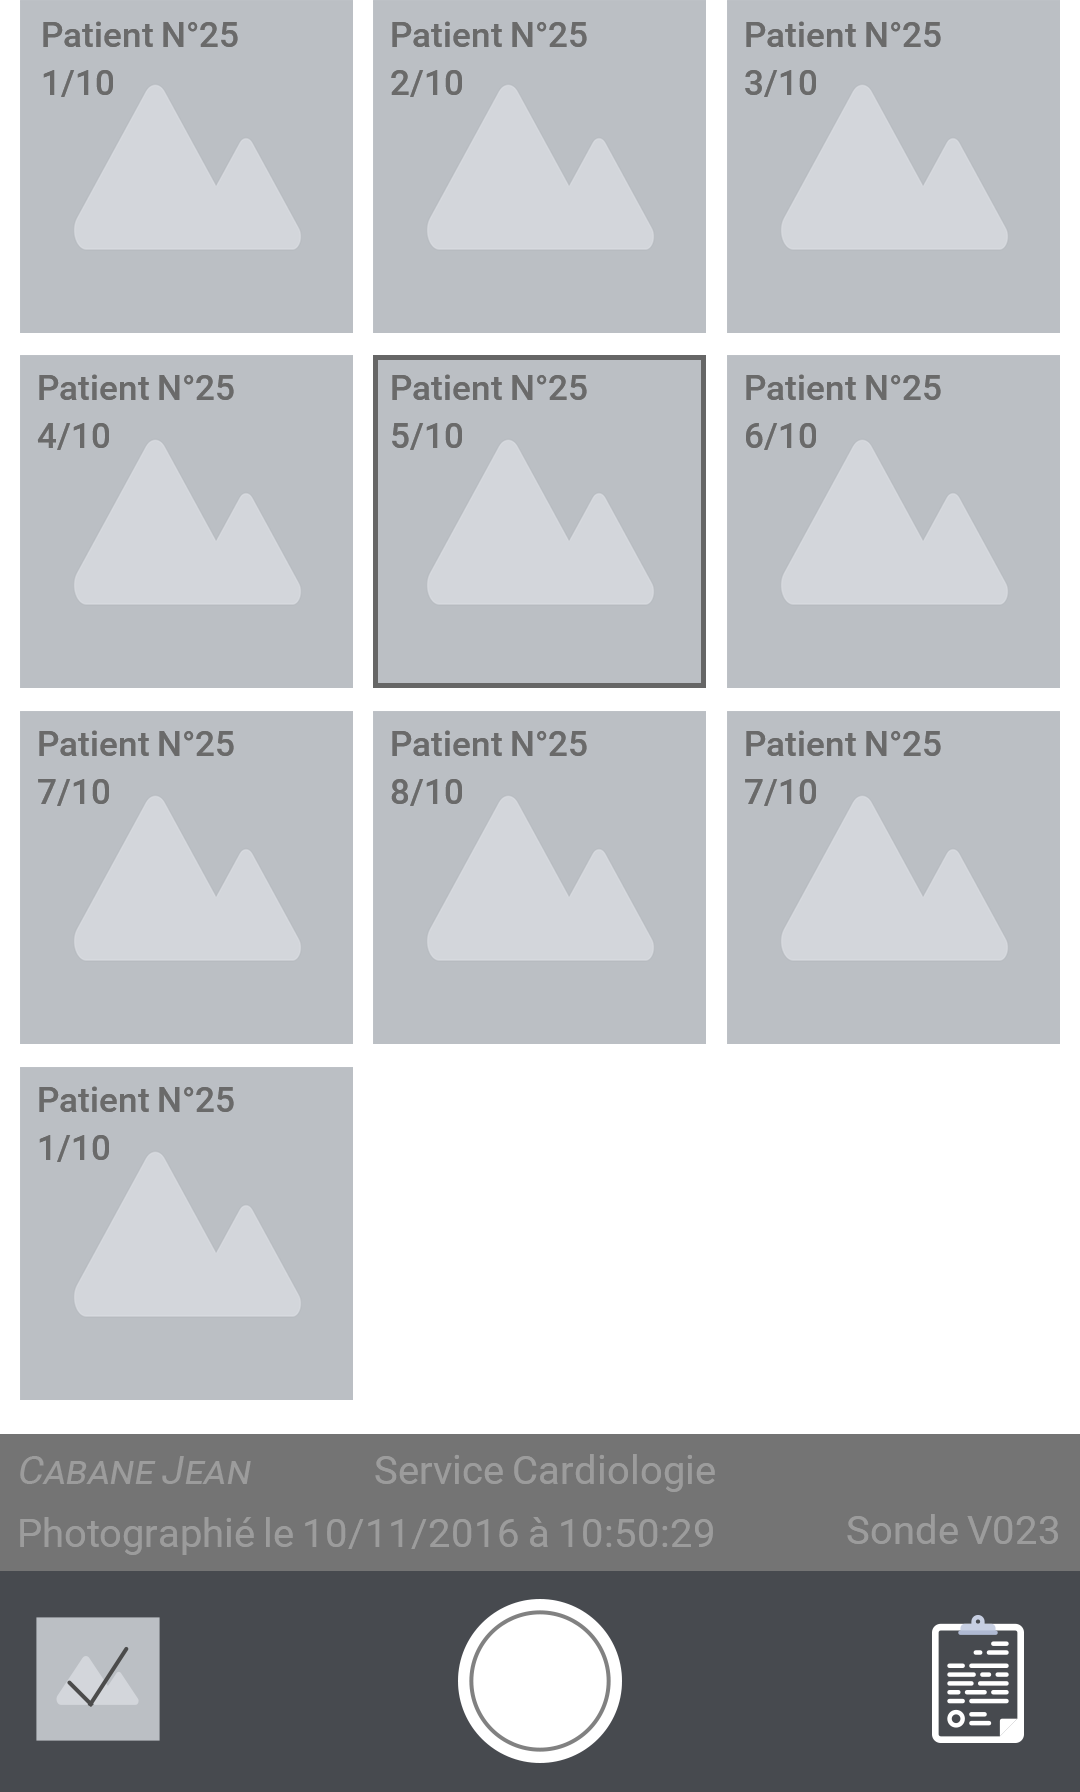 Patient N°25
1/10
Patient N°25
2/10
Patient N°25
3/10
Patient N°25
4/10
Patient N°25
5/10
Patient N°25
6/10
Patient N°25
7/10
Patient N°25
8/10
Patient N°25
7/10
Patient N°25
1/10
CABANE JEAN
Service Cardiologie
Photographié le 10/11/2016 à 10:50:29
Sonde V023